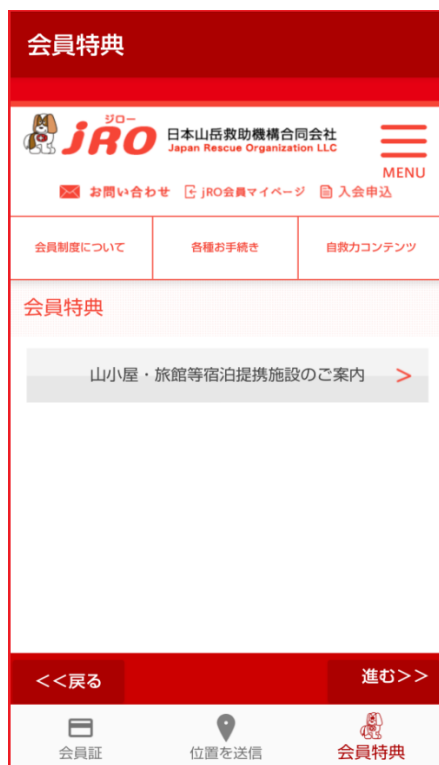 会員特典
ジロー
jRO
日本山岳救助機構合同会社
Japan Rescue Organization LLC
MENU
お問い合わせ jRO会員マイページ 入会申込
会員制度について 各種お手続き 自救力コンテンツ
会員特典
山小屋・旅館等宿泊提携施設のご案内 >
<<戻る 進む>>
会員証 位置を送信 会員特典